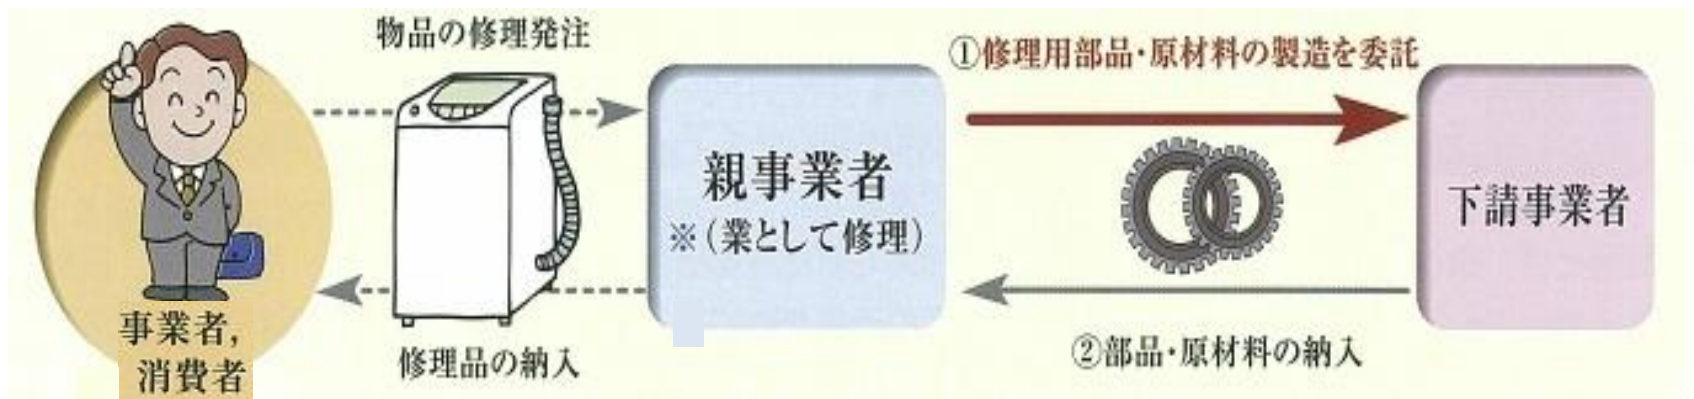 物品の修理発注
①修理用部品・原材料の製造を委託
親事業者
※(業として修理)
下請事業者
事業者,
消費者
修理品の納入
②部品・原材料の納入